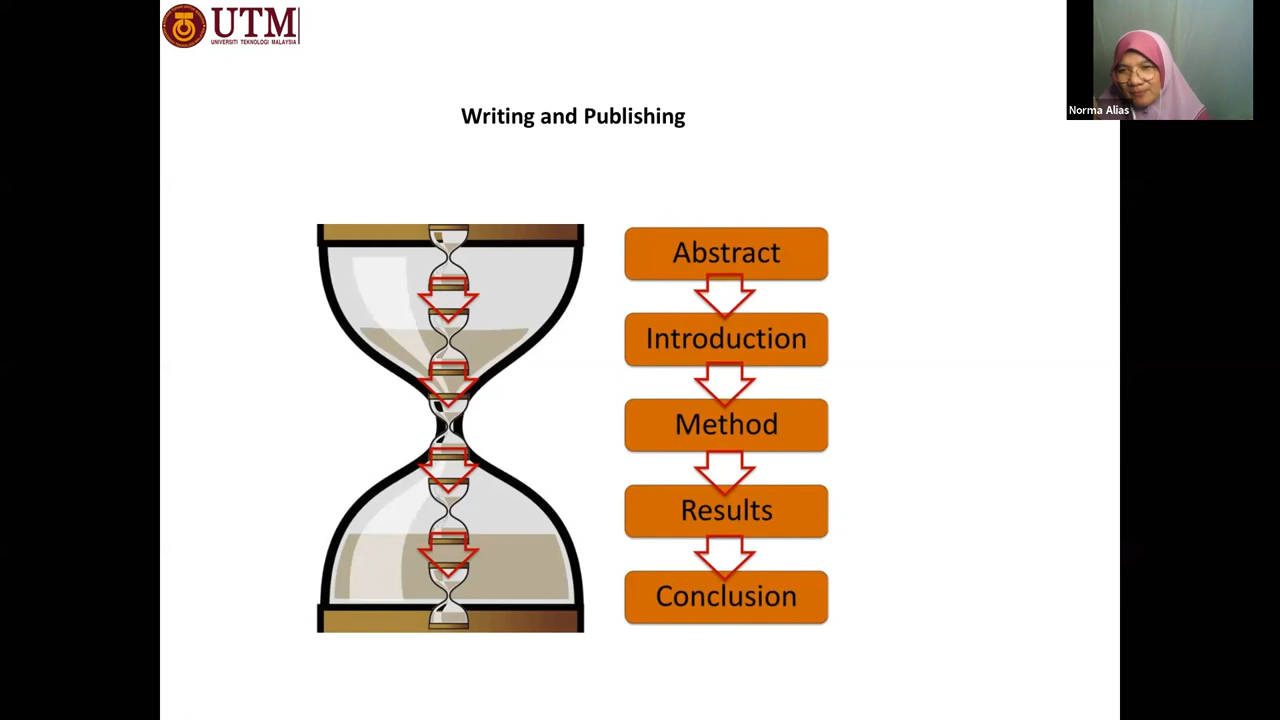 UTM
UNIVERSITI TEKNOLOGI MALAYSIA
Norma Alias
Writing and Publishing
Abstract
Introduction
Method
Results
Conclusion